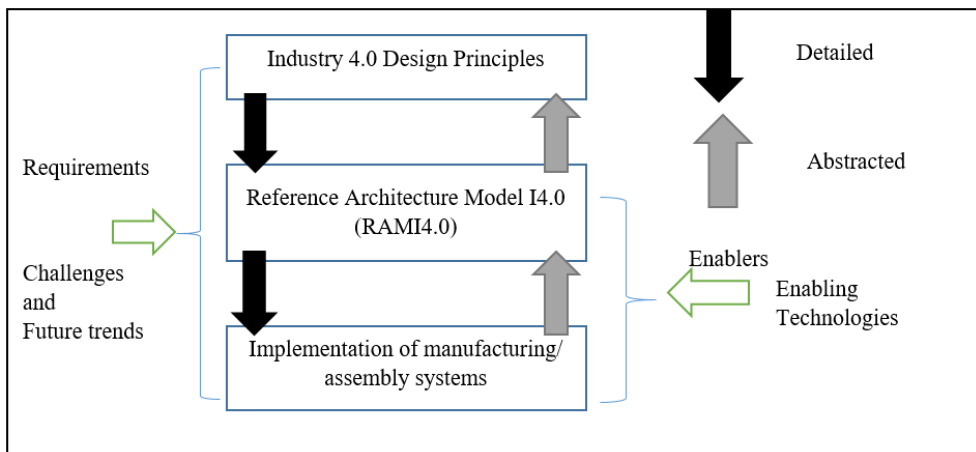 Industry 4.0 Design Principles
Detailed
Requirements
Abstracted
Reference Architecture Model I4.0
(RAMI4.0)
Challenges
and
Future trends
Enablers
Enabling
Technologies
Implementation of manufacturing/
assembly systems